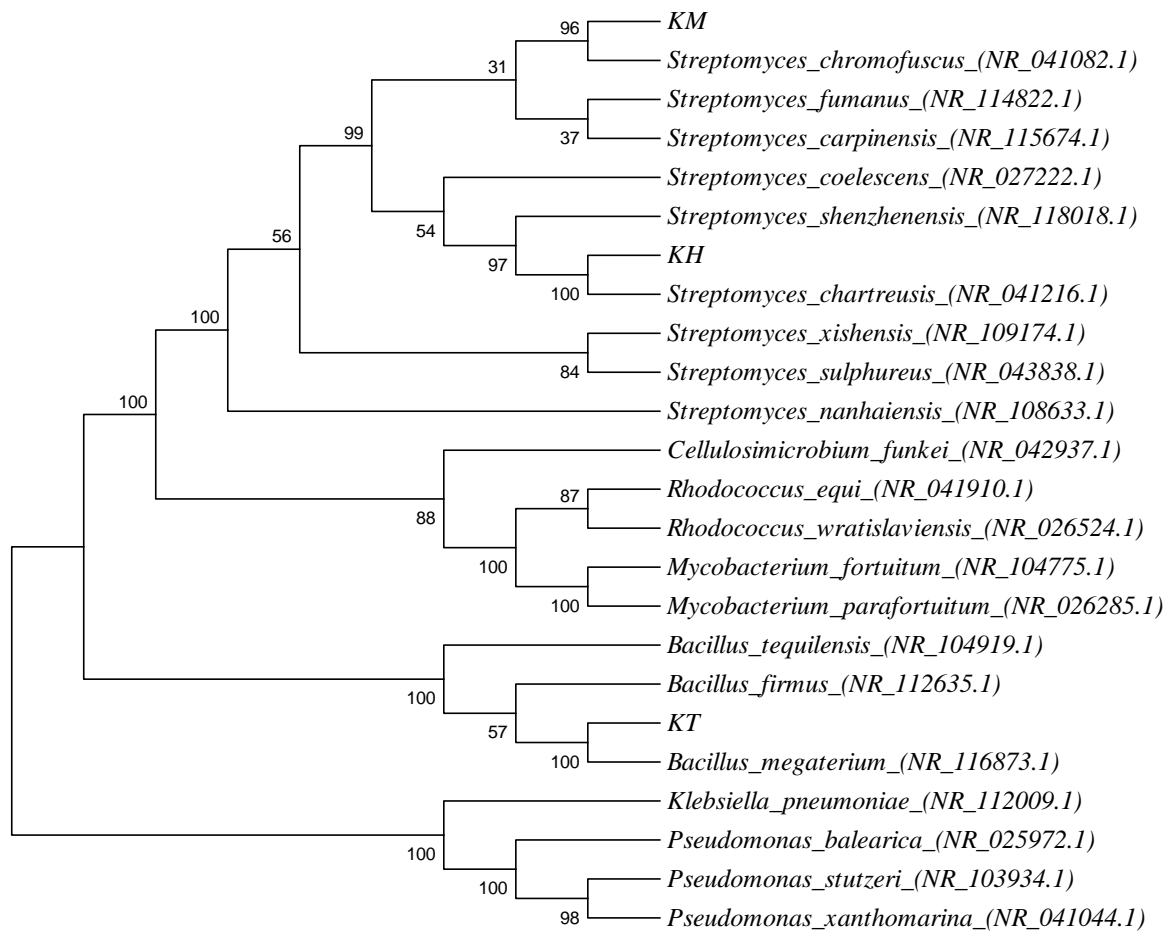 KM
96
Streptomyces_chromofuscus_(NR_041082.1)
31
Streptomyces_fumanus_(NR_114822.1)
99
37
Streptomyces_carpinensis_(NR_115674.1)
Streptomyces_coelescens_(NR_027222.1)
Streptomyces_shenzhenensis_(NR_118018.1)
54
56
KH
97
100
Streptomyces_chartreusis_(NR_041216.1)
100
Streptomyces_xishensis_(NR_109174.1)
84
Streptomyces_sulphureus_(NR_043838.1)
100
Streptomyces_nanhaiensis_(NR_108633.1)
Cellulosimicrobium_funkei_(NR_042937.1)
Rhodococcus_equi_(NR_041910.1)
87
88
Rhodococcus_wratislaviensis_(NR_026524.1)
100
Mycobacterium_fortuitum_(NR_104775.1)
100
Mycobacterium_parafortuitum_(NR_026285.1)
Bacillus_tequilensis_(NR_104919.1)
Bacillus_firmus_(NR_112635.1)
100
KT
57
100
Bacillus_megaterium_(NR_116873.1)
Klebsiella_pneumoniae_(NR_112009.1)
Pseudomonas_balearica_(NR_025972.1)
100
Pseudomonas_stutzeri_(NR_103934.1)
100
98
Pseudomonas_xanthomarina_(NR_041044.1)